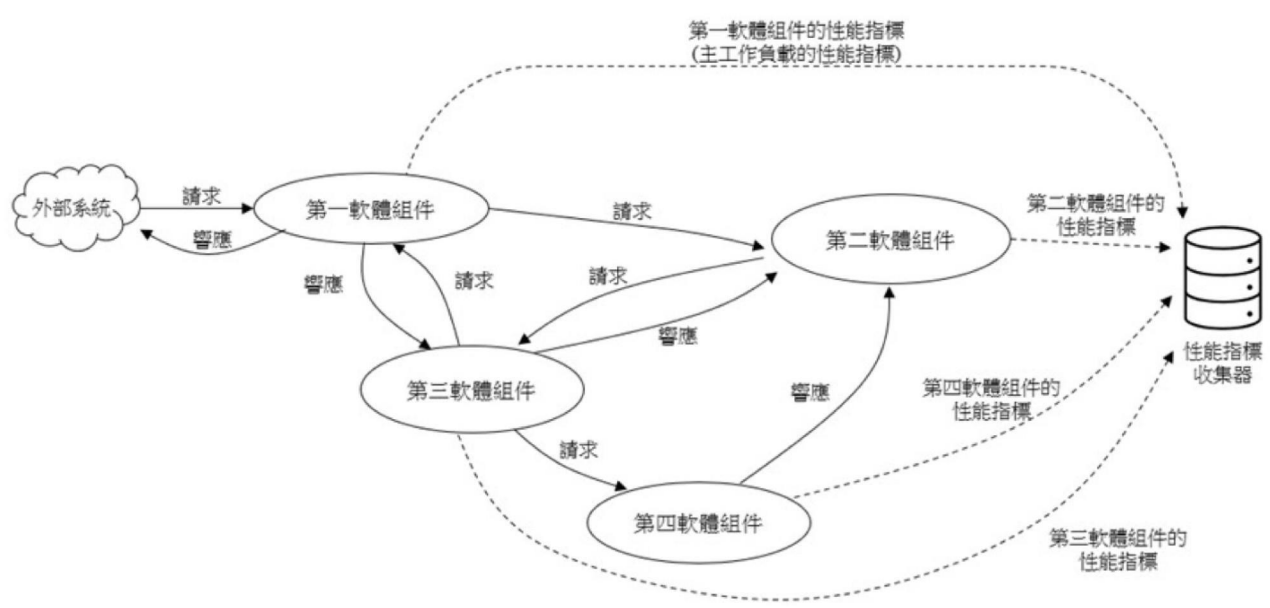 第一軟體組件的性能指標
(主工作負載的性能指標)
外部系統
請求
響應
第一軟體組件
請求
第二軟體組件
第二軟體組件的
性能指標
響應
請求
請求
響應
性能指標
收集器
第三軟體組件
響應
第四軟體組件的
性能指標
請求
第四軟體組件
第三軟體組件的
性能指標